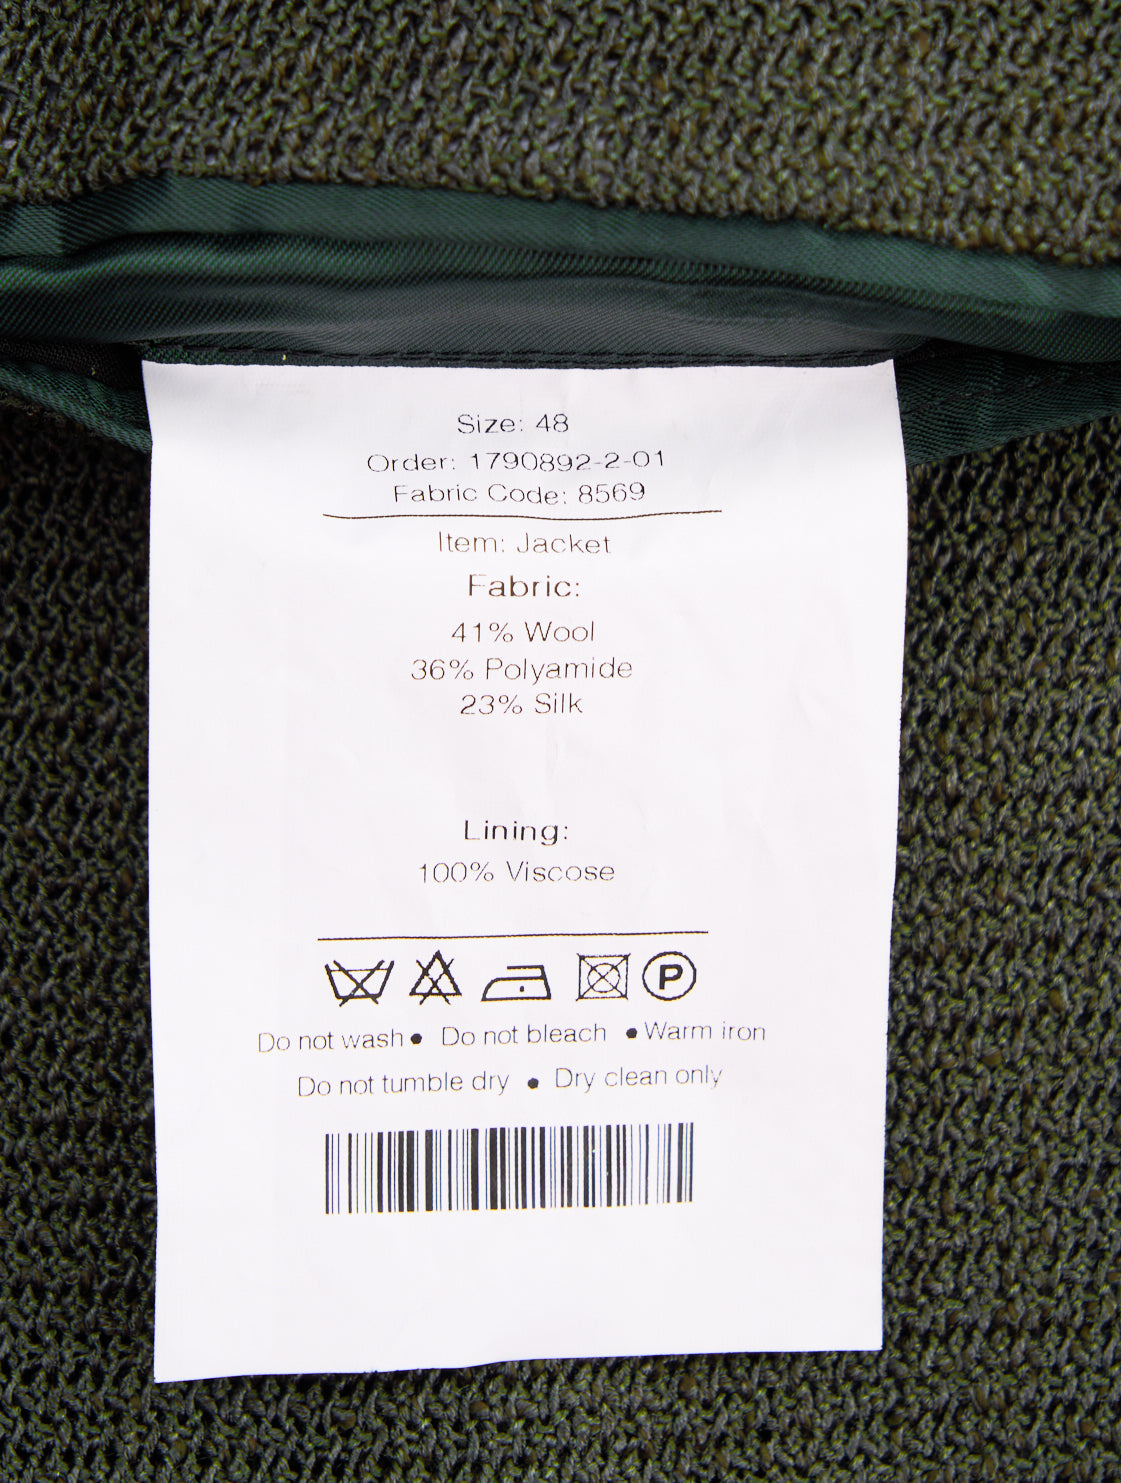 Size: 48
Order: 1790892-2-01
Fabric Code: 8569
Item: Jacket
Fabric:
41% Wool
36% Polyamide
23% Silk
Lining:
100% Viscose
P
Do not wash ● Do not bleach ● Warm iron
Do not tumble dry ● Dry clean only